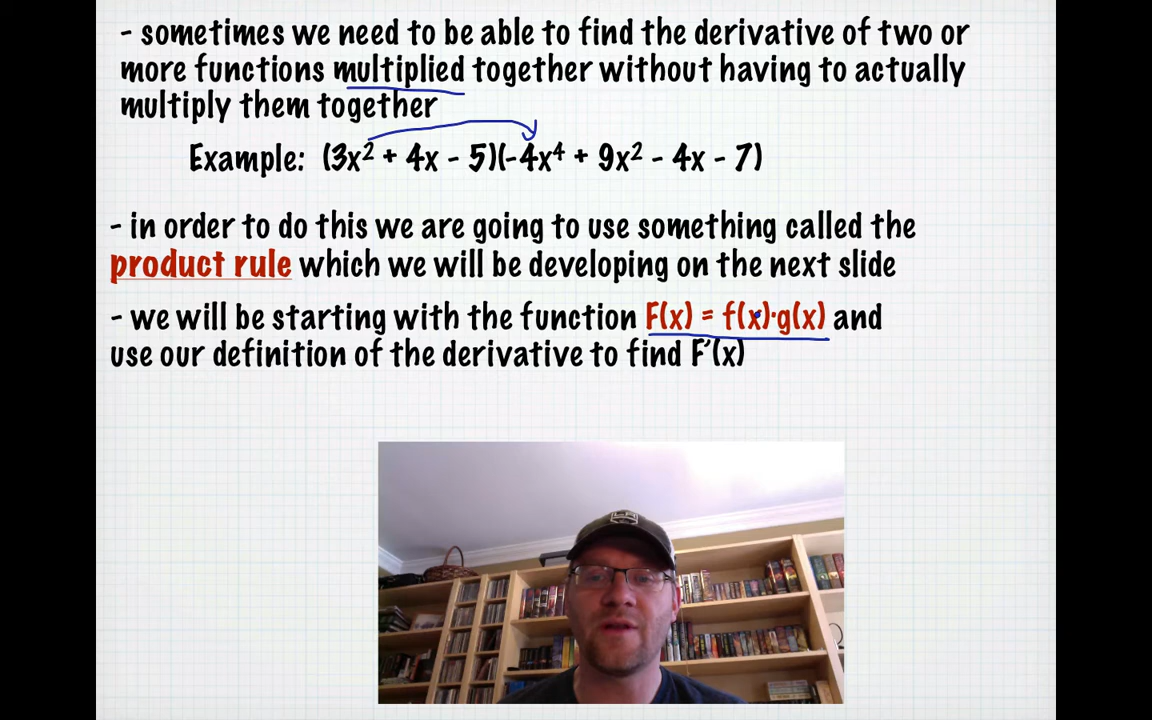 - sometimes we need to be able to find the derivative of two or
more functions multiplied together without having to actually
multiply them together
Example: (3x² + 4x - 5)(-4x⁴ + 9x² - 4x - 7)
- in order to do this we are going to use something called the
product rule which we will be developing on the next slide
- we will be starting with the function F(x) = f(x)·g(x) and
use our definition of the derivative to find F'(x)